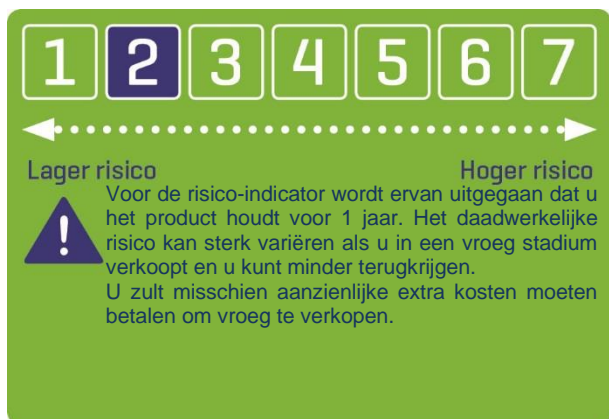 1 2 3 4 5 6 7
Lager risico Hoger risico
Voor de risico-indicator wordt ervan uitgegaan dat u
het product houdt voor 1 jaar. Het daadwerkelijke
risico kan sterk variëren als u in een vroeg stadium
verkoopt en u kunt minder terugkrijgen.
U zult misschien aanzienlijke extra kosten moeten
betalen om vroeg te verkopen.